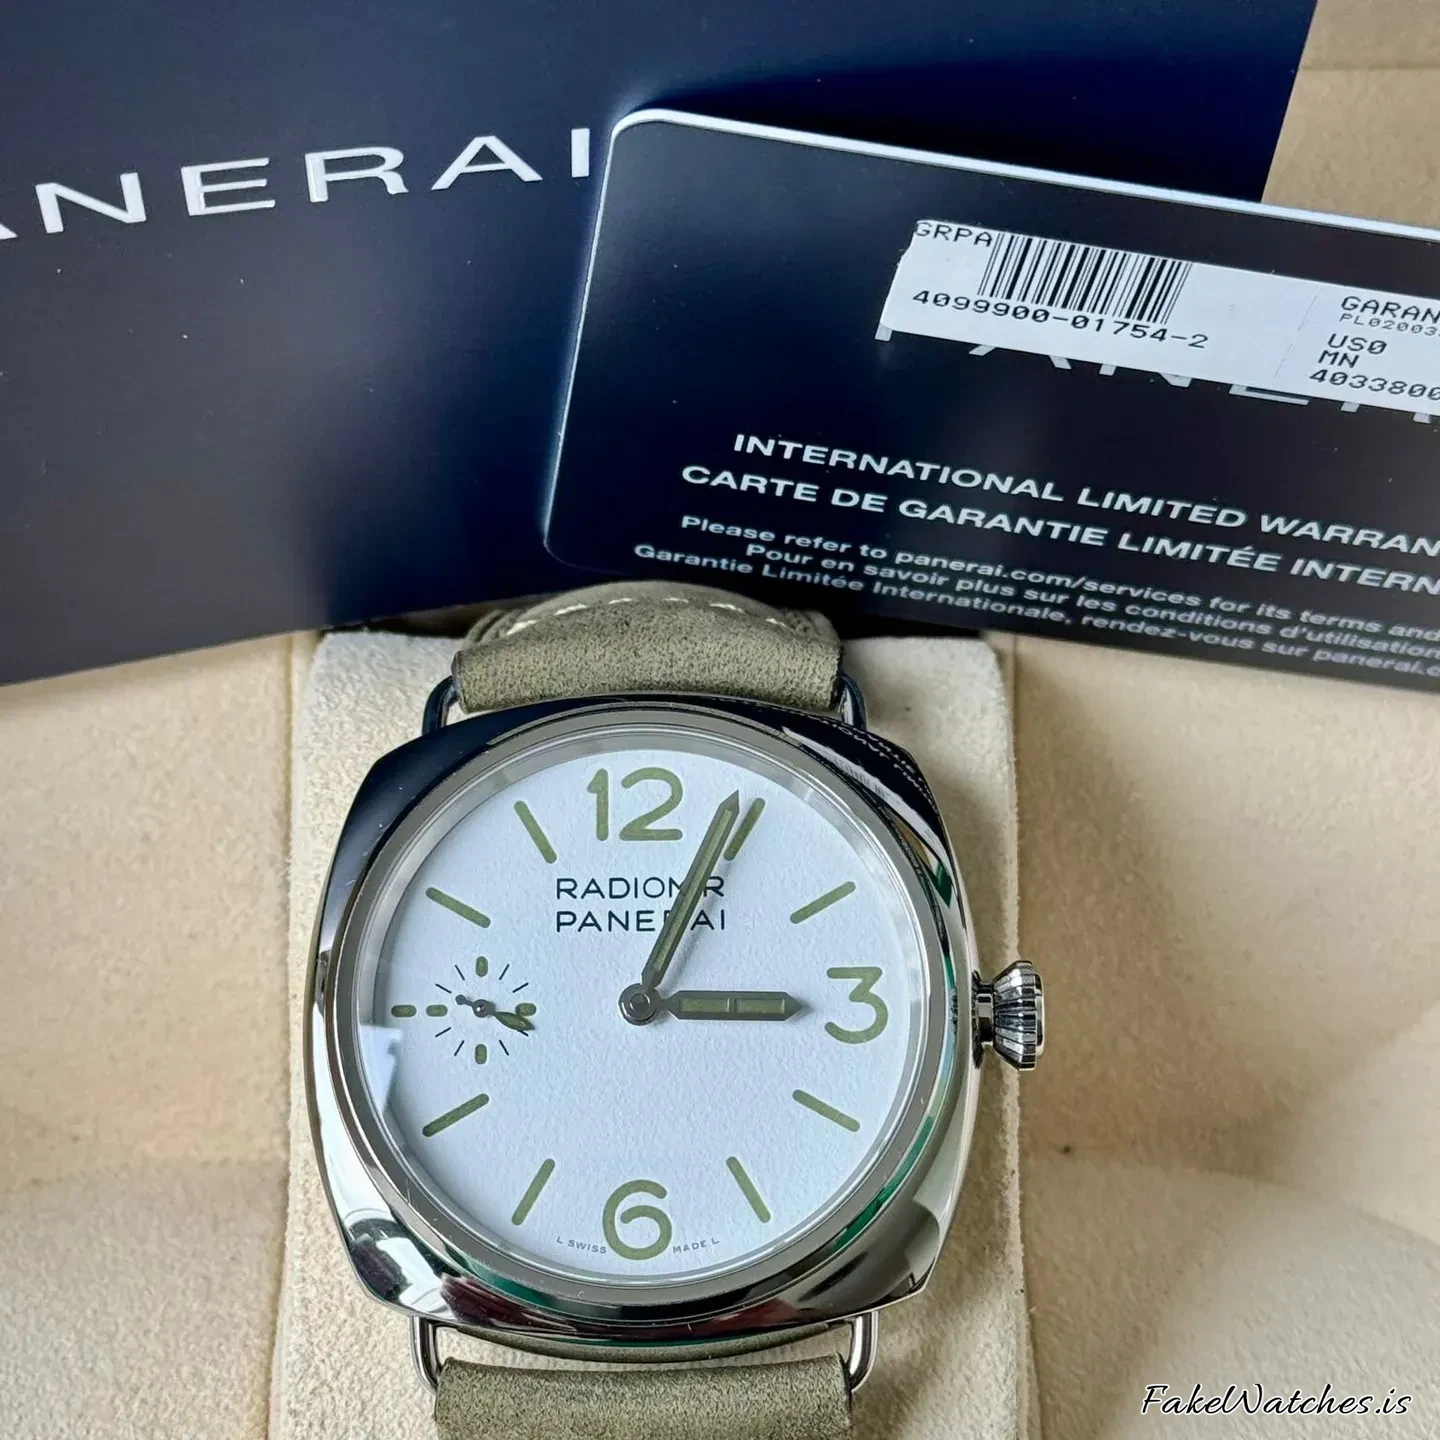 ANERAI
GRPA
4099900-01754-2
GARAN
US0
MN
4033800
INTERNATIONAL LIMITED WARRAN
CARTE DE GARANTIE LIMITÉE INTERN
Please refer to panerai.com/services for its terms and
Pour en savoir plus sur les conditions d'utilisation
Garantie Limitée Internationale, rendez-vous sur panerai.c
12
RADIOMIR
PANERAI
3
6
L SWISS MADE L
FakeWatches.is